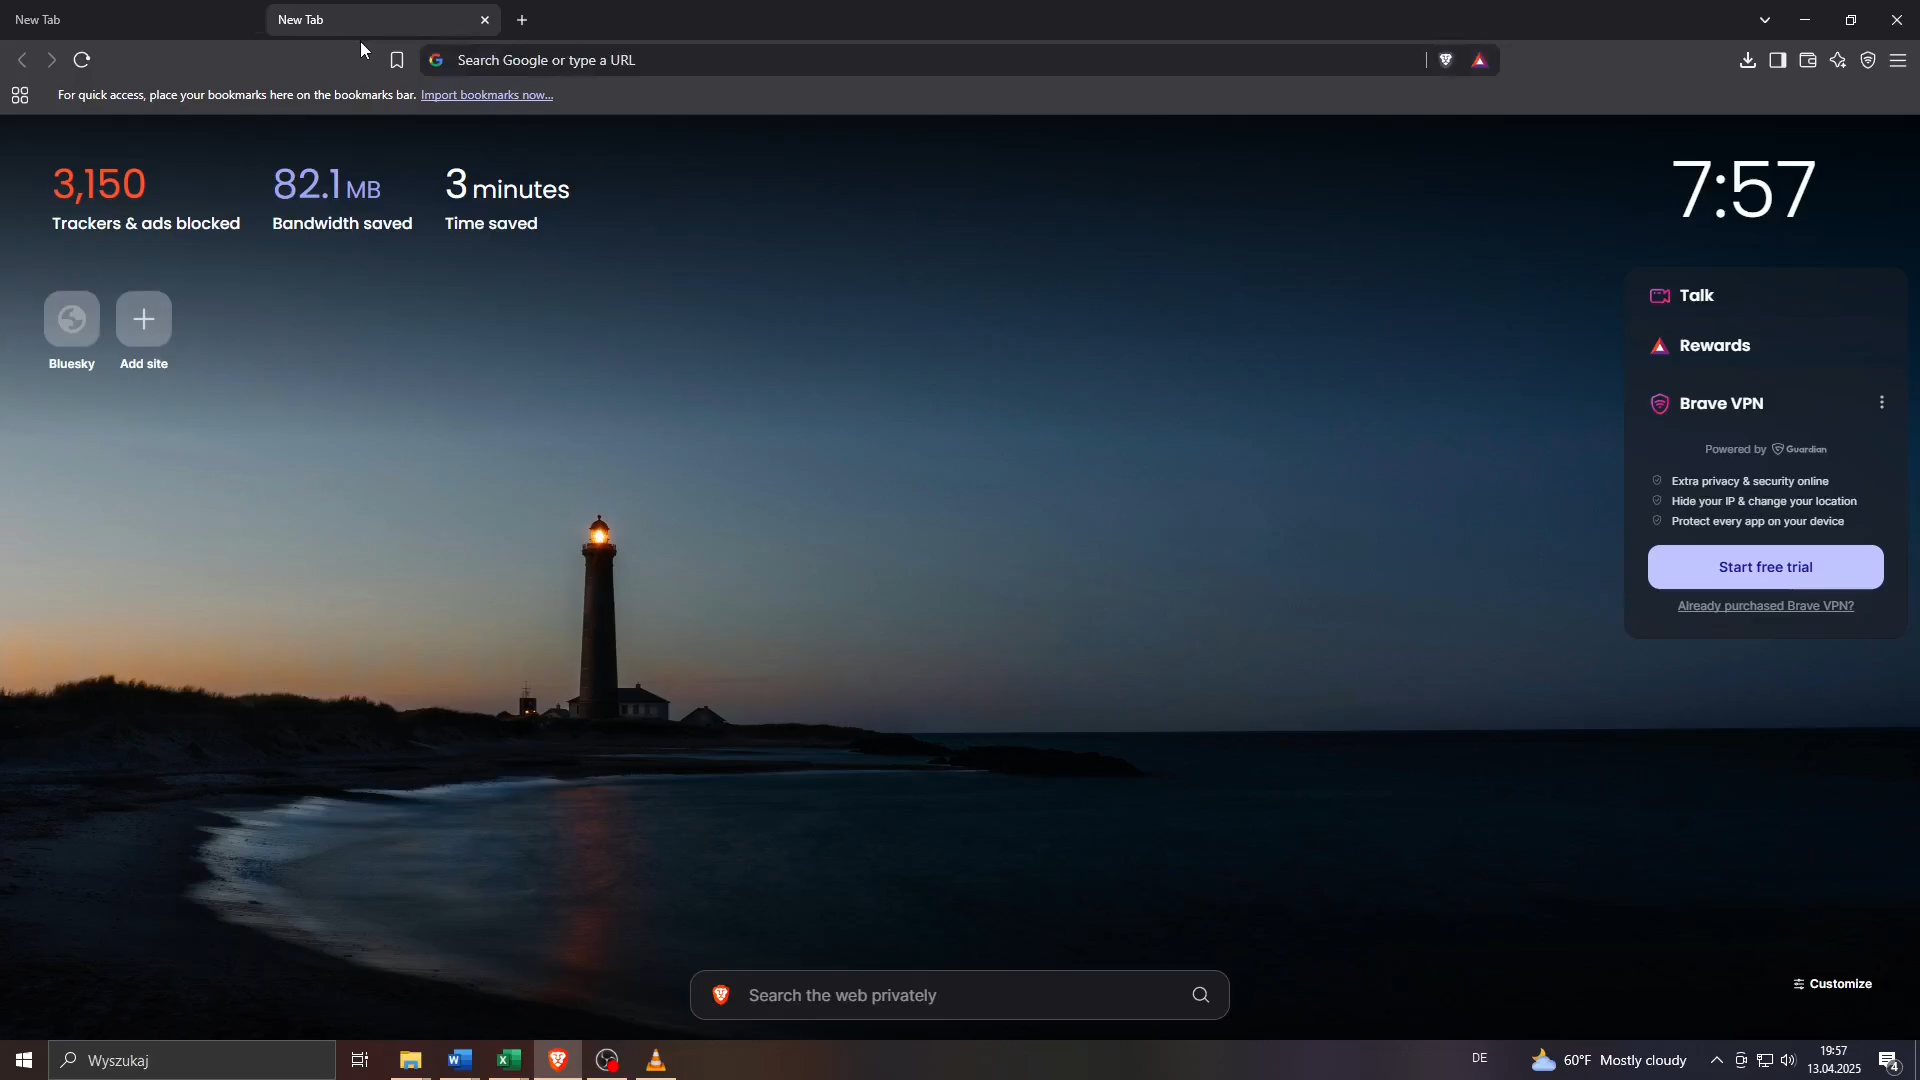 New Tab
New Tab
Search Google or type a URL
For quick access, place your bookmarks here on the bookmarks bar. Import bookmarks now...
3,150
Trackers & ads blocked
82.1 MB
Bandwidth saved
3 minutes
Time saved
7:57
Bluesky
Add site
Talk
Rewards
Brave VPN
Powered by Guardian
Extra privacy & security online
Hide your IP & change your location
Protect every app on your device
Start free trial
Already purchased Brave VPN?
Search the web privately
Customize
Wyszukaj
DE
60°F Mostly cloudy
19:57
13.04.2025
4